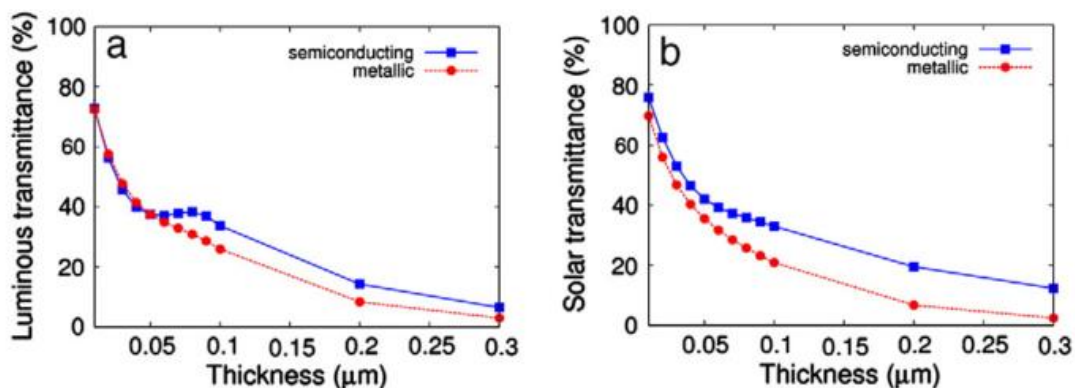 Luminous transmittance (%)
100
80
60
40
20
0
a
semiconducting
metallic
0.05
0.1
0.15
0.2
0.25
0.3
Thickness (μm)
Solar transmittance (%)
100
80
60
40
20
0
b
semiconducting
metallic
0.05
0.1
0.15
0.2
0.25
0.3
Thickness (μm)